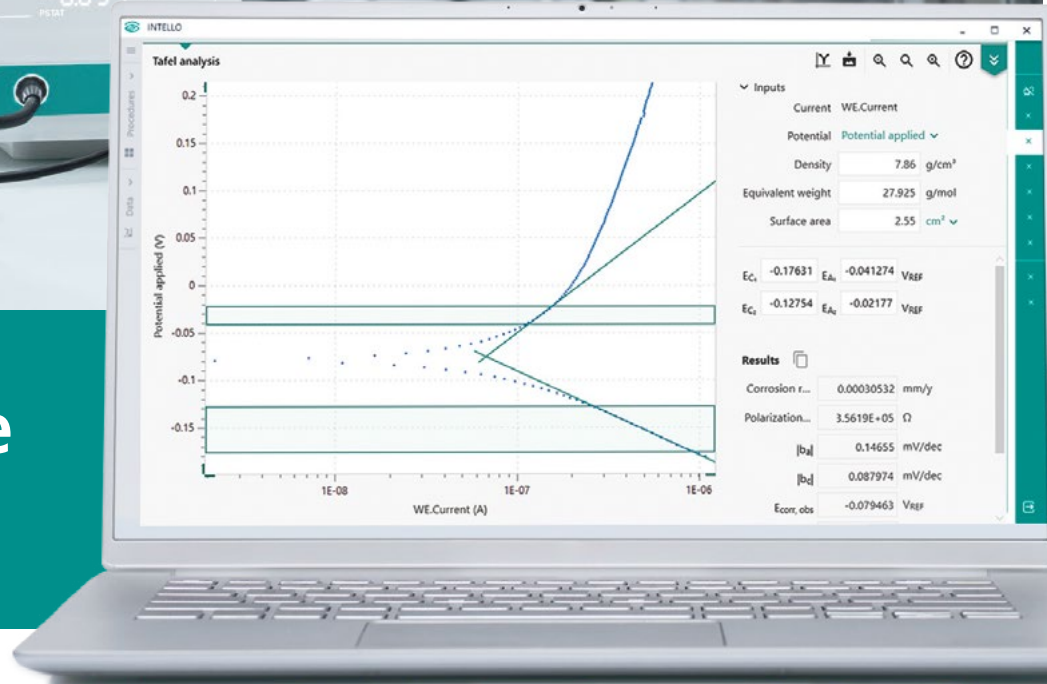 PSTAT
INTELLO
Tafel analysis
Procedures
Data
Potential applied (V)
0.2
0.15
0.1
0.05
0
-0.05
-0.1
-0.15
1E-08 1E-07 1E-06
WE.Current (A)
Inputs
Current WE.Current
Potential Potential applied
Density 7.86 g/cm³
Equivalent weight 27.925 g/mol
Surface area 2.55 cm²
EC₁ -0.17631 EA₁ -0.041274 VREF
EC₂ -0.12754 EA₂ -0.02177 VREF
Results
Corrosion r... 0.00030532 mm/y
Polarization... 3.5619E+05 Ω
|ba| 0.14655 mV/dec
|bc| 0.087974 mV/dec
Ecorr, obs -0.079463 VREF
e